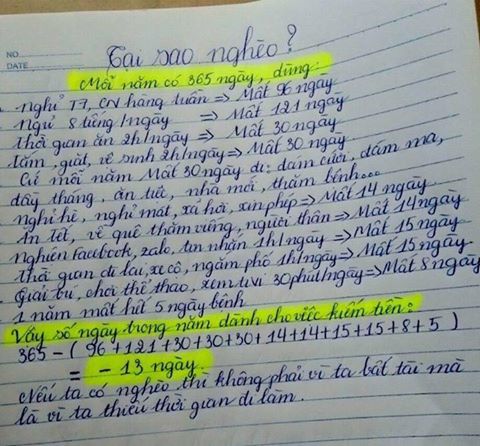 NO.
DATE
Tại sao nghèo?
Mỗi năm có 365 ngày, dùng:
. Nghỉ T7, CN hàng tuần => Mất 96 ngày
. Ngủ 8 tiếng/ngày => Mất 121 ngày
thời gian ăn 2h/ngày => Mất 30 ngày
tắm, giặt, vệ sinh 2h/ngày => Mất 30 ngày
Cứ mỗi năm Mất 30 ngày đi: đám cưới, đám ma,
đầy tháng, ăn tiết, nhà mới, thăm bệnh...
nghỉ hè, nghỉ mát, xả hơi, xin phép => Mất 14 ngày
Ăn Tết, về quê thăm viếng, người thân => Mất 14 ngày
Nghiện facebook, zalo, tin nhắn 1h/ngày => Mất 15 ngày
thời gian đi lại, xe cộ, ngắm phố 1h/ngày => Mất 15 ngày
. Giải trí, chơi thể thao, xem tivi 30 phút/ngày => Mất 8 ngày
. 1 năm mất hết 5 ngày bệnh
Vậy số ngày trong năm dành cho việc kiếm tiền:
365 - ( 96 + 121 + 30 + 30 + 30 + 14 + 14 + 15 + 15 + 8 + 5 )
= - 13 ngày
Nếu ta có nghèo thì không phải vì ta bất tài mà
là vì ta thiếu thời gian đi làm.